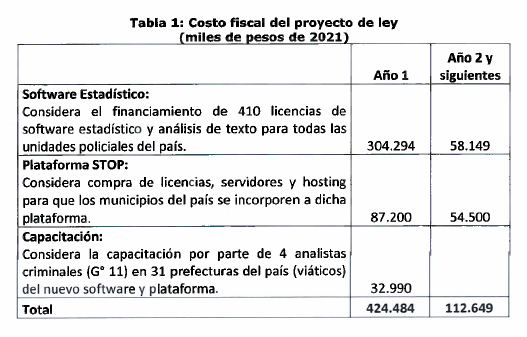 Tabla 1: Costo fiscal del proyecto de ley
(miles de pesos de 2021)
Año 1
Año 2 y
siguientes
Software Estadístico:
Considera el financiamiento de 410 licencias de
software estadístico y análisis de texto para todas las
unidades policiales del país.
304.294
58.149
Plataforma STOP:
Considera compra de licencias, servidores y hosting
para que los municipios del país se incorporen a dicha
plataforma.
87.200
54.500
Capacitación:
Considera la capacitación por parte de 4 analistas
criminales (G° 11) en 31 prefecturas del país (viáticos)
del nuevo software y plataforma.
32.990
Total
424.484
112.649